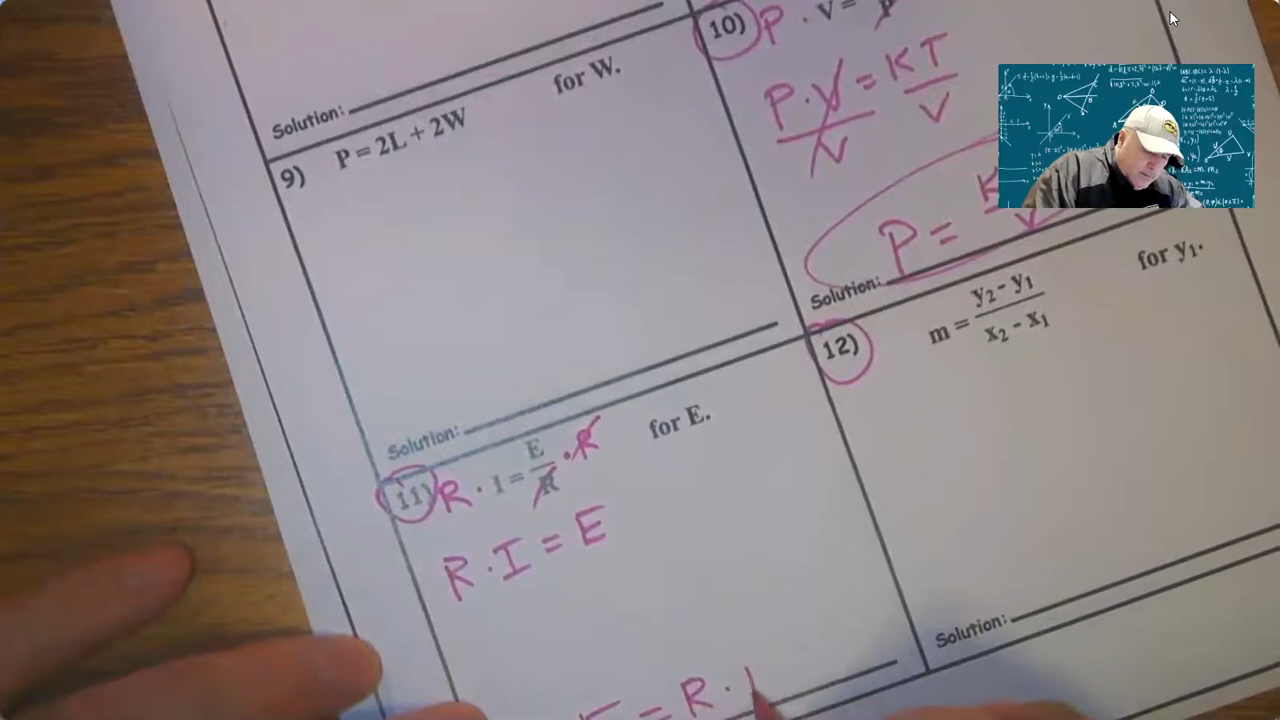 Solution:
9) P = 2L + 2W for W.
Solution:
10) P · V = P
P · V = KT
V V
P = K
V
Solution:
11) R · I = E · R for E.
R
R · I = E
= R · I
12) m = y₂ - y₁ for y₁.
x₂ - x₁
Solution: